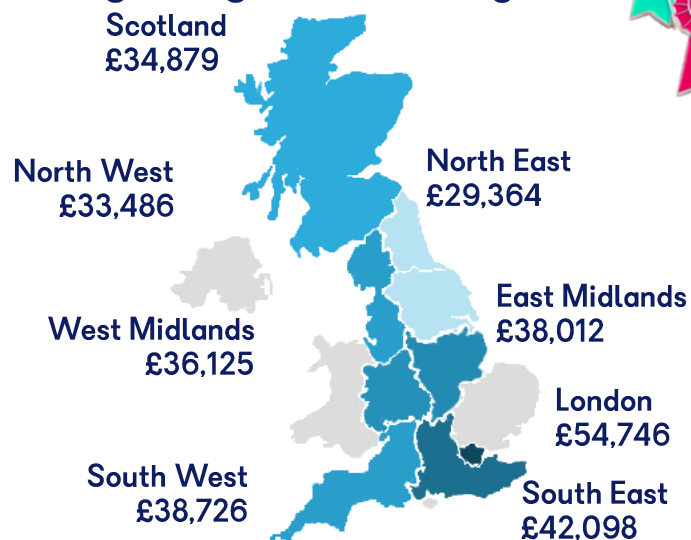 Scotland
£34,879
North West
£33,486
North East
£29,364
East Midlands
£38,012
West Midlands
£36,125
London
£54,746
South West
£38,726
South East
£42,098